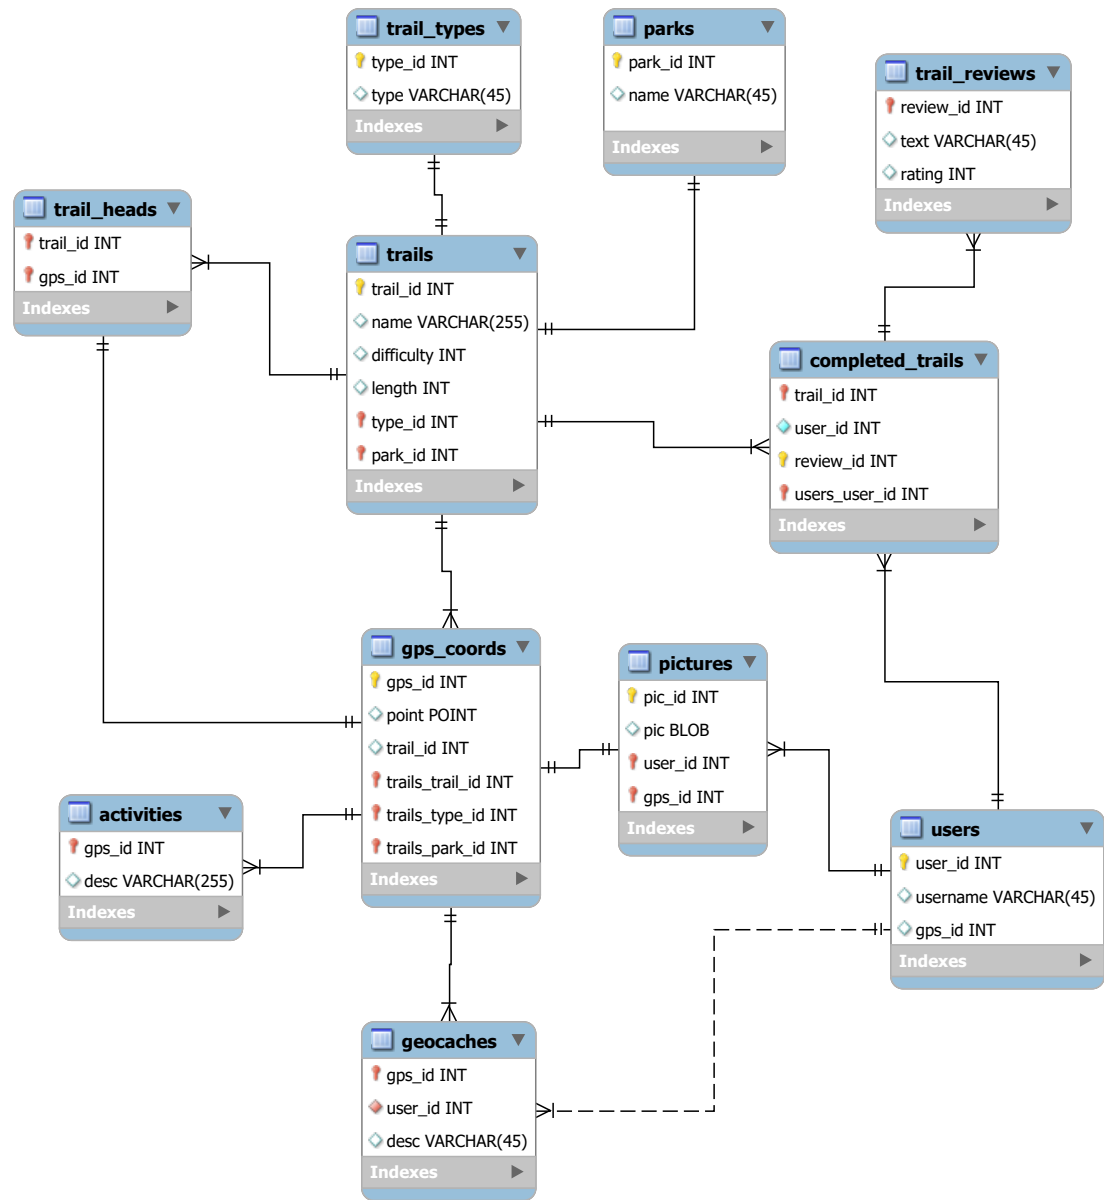 trail_types
type_id INT
type VARCHAR(45)
Indexes
parks
park_id INT
name VARCHAR(45)
Indexes
trail_reviews
review_id INT
text VARCHAR(45)
rating INT
Indexes
trail_heads
trail_id INT
gps_id INT
Indexes
trails
trail_id INT
name VARCHAR(255)
difficulty INT
length INT
type_id INT
park_id INT
Indexes
completed_trails
trail_id INT
user_id INT
review_id INT
users_user_id INT
Indexes
gps_coords
gps_id INT
point POINT
trail_id INT
trails_trail_id INT
trails_type_id INT
trails_park_id INT
Indexes
pictures
pic_id INT
pic BLOB
user_id INT
gps_id INT
Indexes
activities
gps_id INT
desc VARCHAR(255)
Indexes
users
user_id INT
username VARCHAR(45)
gps_id INT
Indexes
geocaches
gps_id INT
user_id INT
desc VARCHAR(45)
Indexes